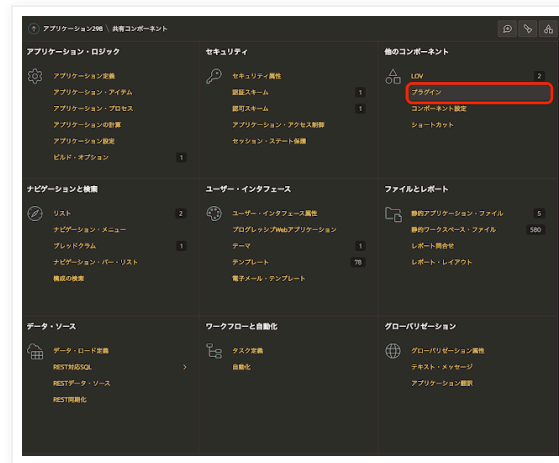 アプリケーション298 \ 共有コンポーネント
アプリケーション・ロジック
アプリケーション定義
アプリケーション・アイテム
アプリケーション・プロセス
アプリケーションの計算
アプリケーション設定
ビルド・オプション 1
セキュリティ
セキュリティ属性
認証スキーム 1
認可スキーム 1
アプリケーション・アクセス制御
セッション・ステート保護
他のコンポーネント
LOV 2
プラグイン
コンポーネント設定
ショートカット
ナビゲーションと検索
リスト 2
ナビゲーション・メニュー
ブレッドクラム 1
ナビゲーション・バー・リスト
構成の検索
ユーザー・インタフェース
ユーザー・インタフェース属性
プログレッシブWebアプリケーション
テーマ 1
テンプレート 78
電子メール・テンプレート
ファイルとレポート
静的アプリケーション・ファイル 5
静的ワークスペース・ファイル 580
レポート問合せ
レポート・レイアウト
データ・ソース
データ・ロード定義
REST対応SQL
RESTデータ・ソース
REST同期化
ワークフローと自動化
タスク定義
自動化
グローバリゼーション
グローバリゼーション属性
テキスト・メッセージ
アプリケーション翻訳